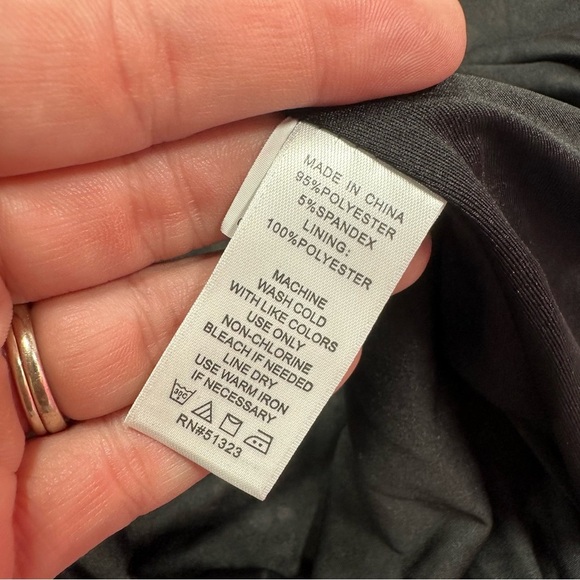 MADE IN CHINA
95%POLYESTER
5%SPANDEX
LINING:
100%POLYESTER
MACHINE
WASH COLD
WITH LIKE COLORS
USE ONLY
NON-CHLORINE
BLEACH IF NEEDED
LINE DRY
USE WARM IRON
IF NECESSARY
30C
RN#51323